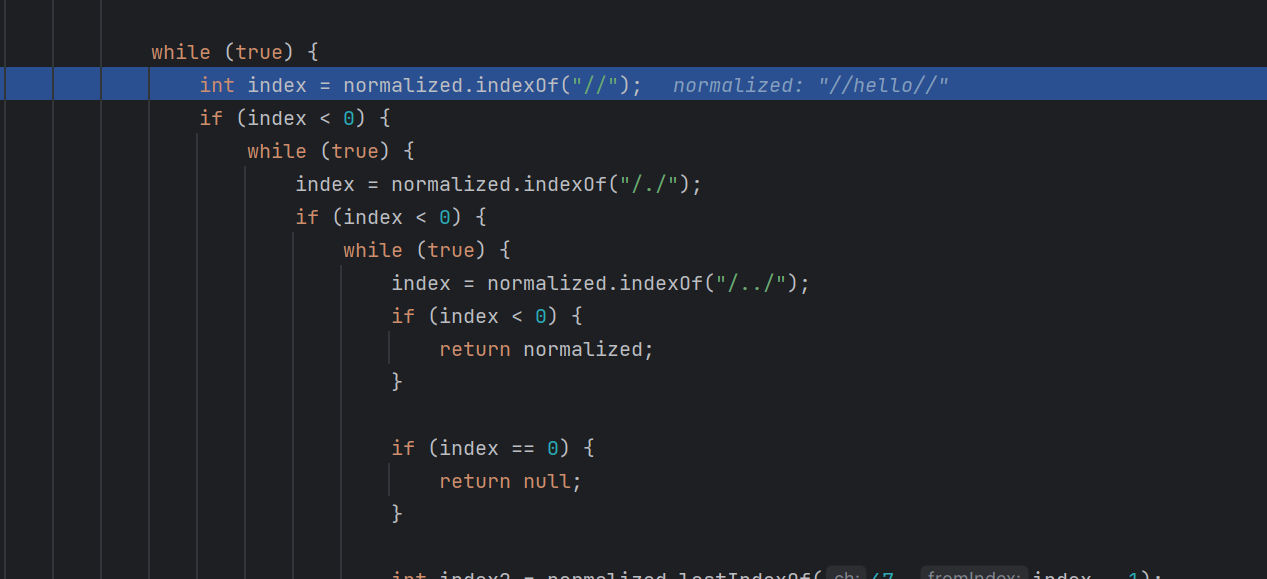 while (true) {
int index = normalized.indexOf("//"); normalized: "//hello//"
if (index < 0) {
while (true) {
index = normalized.indexOf("/./");
if (index < 0) {
while (true) {
index = normalized.indexOf("/../");
if (index < 0) {
return normalized;
}
if (index == 0) {
return null;
}
int index2 = normalized.lastIndexOf( ch: 47, fromIndex: index - 1);